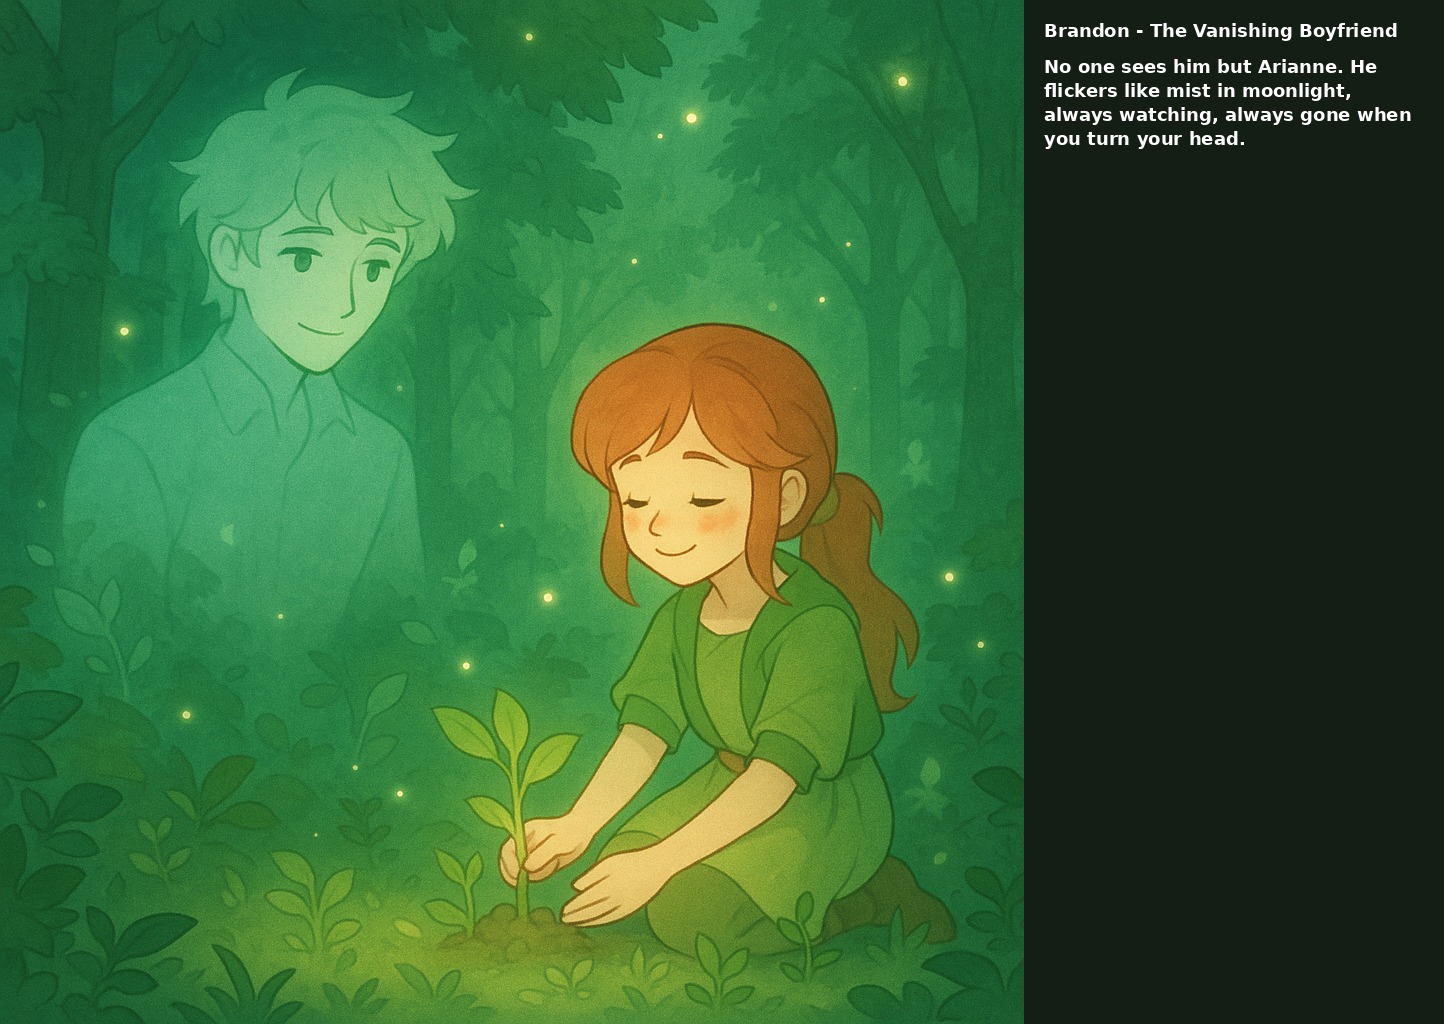 Brandon - The Vanishing Boyfriend
No one sees him but Arianne. He
flickers like mist in moonlight,
always watching, always gone when
you turn your head.